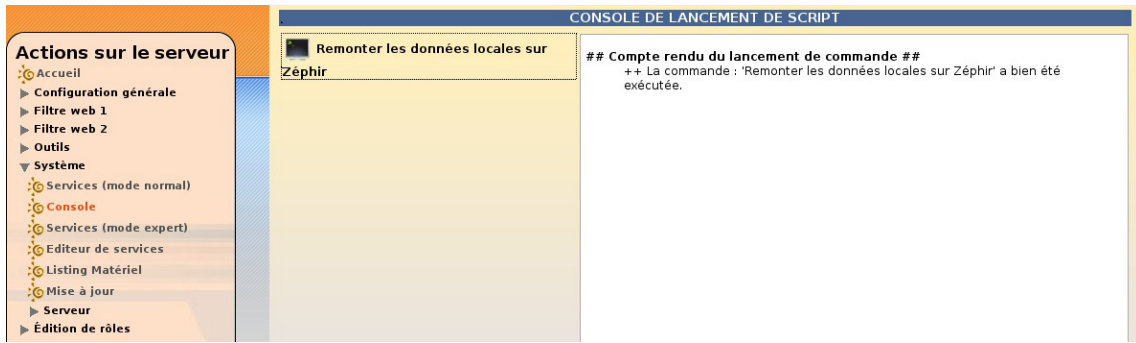 CONSOLE DE LANCEMENT DE SCRIPT
Actions sur le serveur
Accueil
Configuration générale
Filtre web 1
Filtre web 2
Outils
Système
Services (mode normal)
Console
Services (mode expert)
Editeur de services
Listing Matériel
Mise à jour
Serveur
Édition de rôles
Remonter les données locales sur
Zéphir
## Compte rendu du lancement de commande ##
++ La commande : 'Remonter les données locales sur Zéphir' a bien été
exécutée.